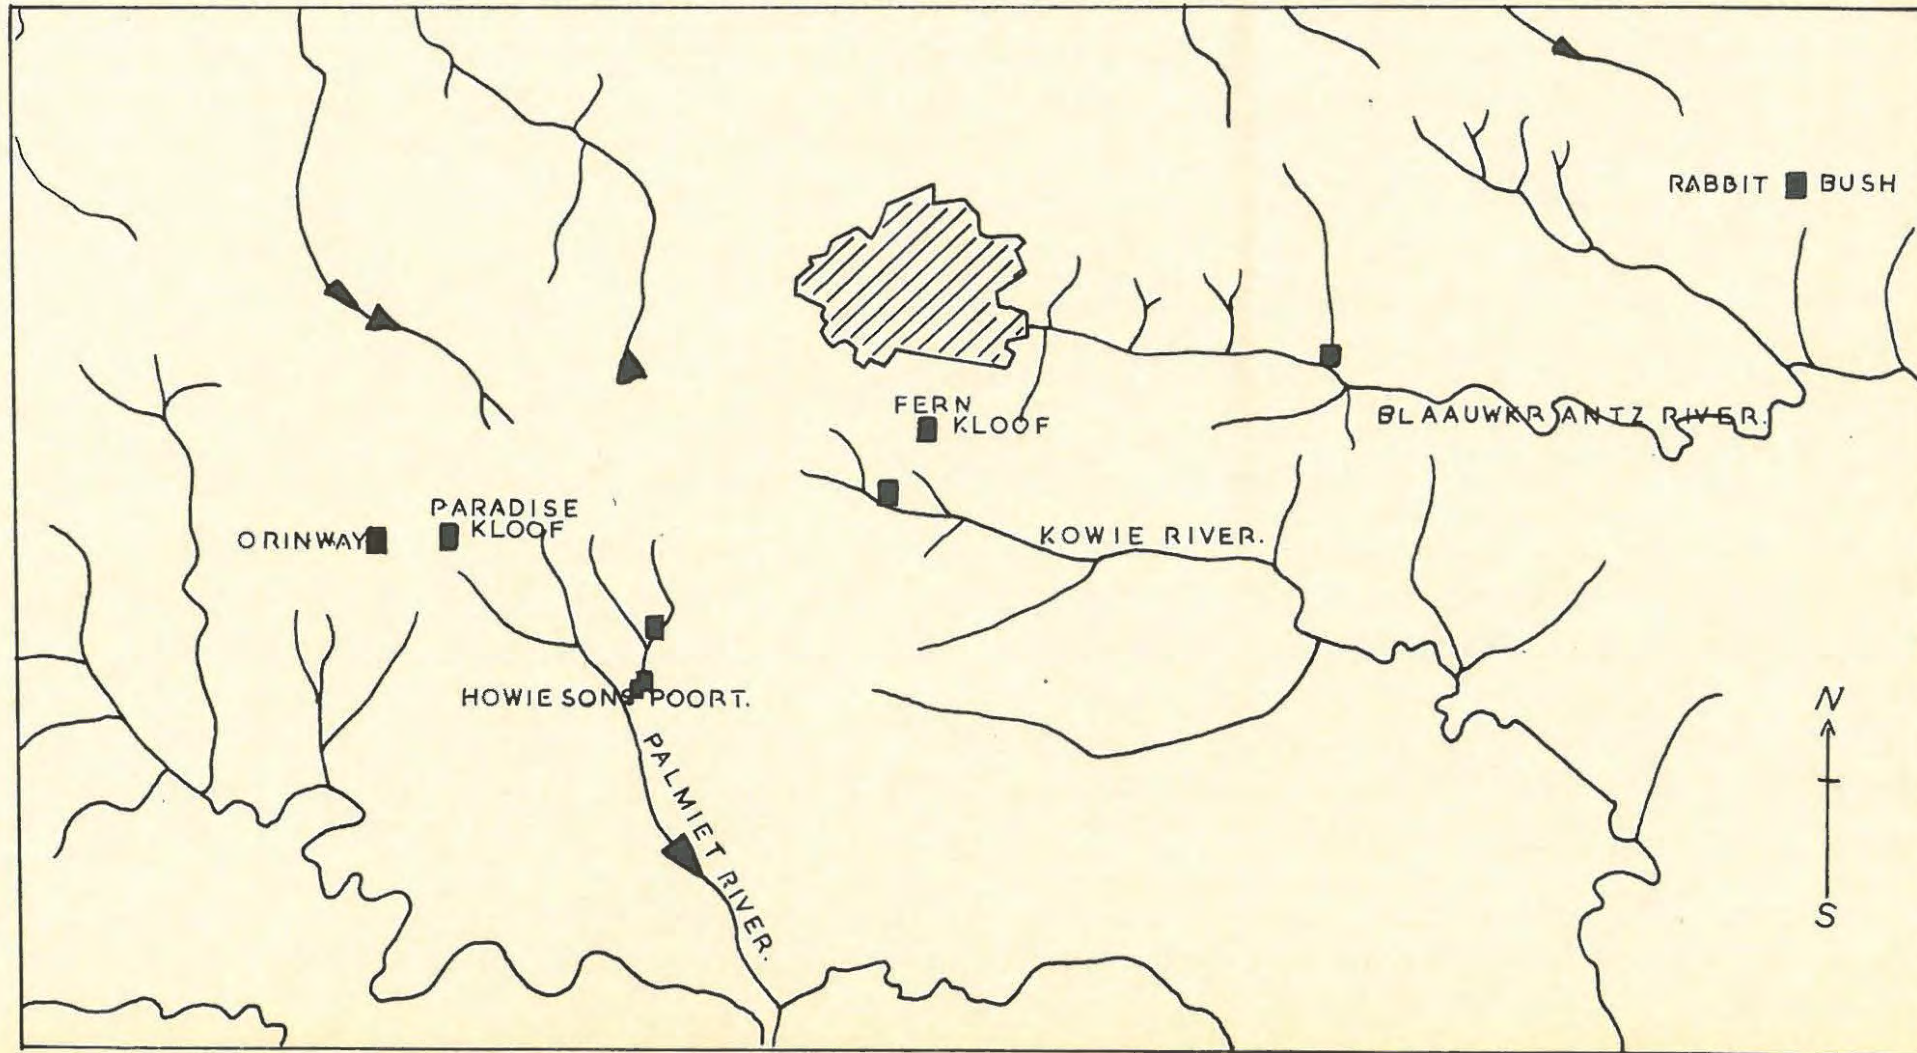 RABBIT BUSH
FERN
KLOOF
BLAAUWKRANTZ RIVER.
PARADISE
KLOOF
ORINWAY
KOWIE RIVER.
HOWIESONS POORT.
PALMIET RIVER.
N
S